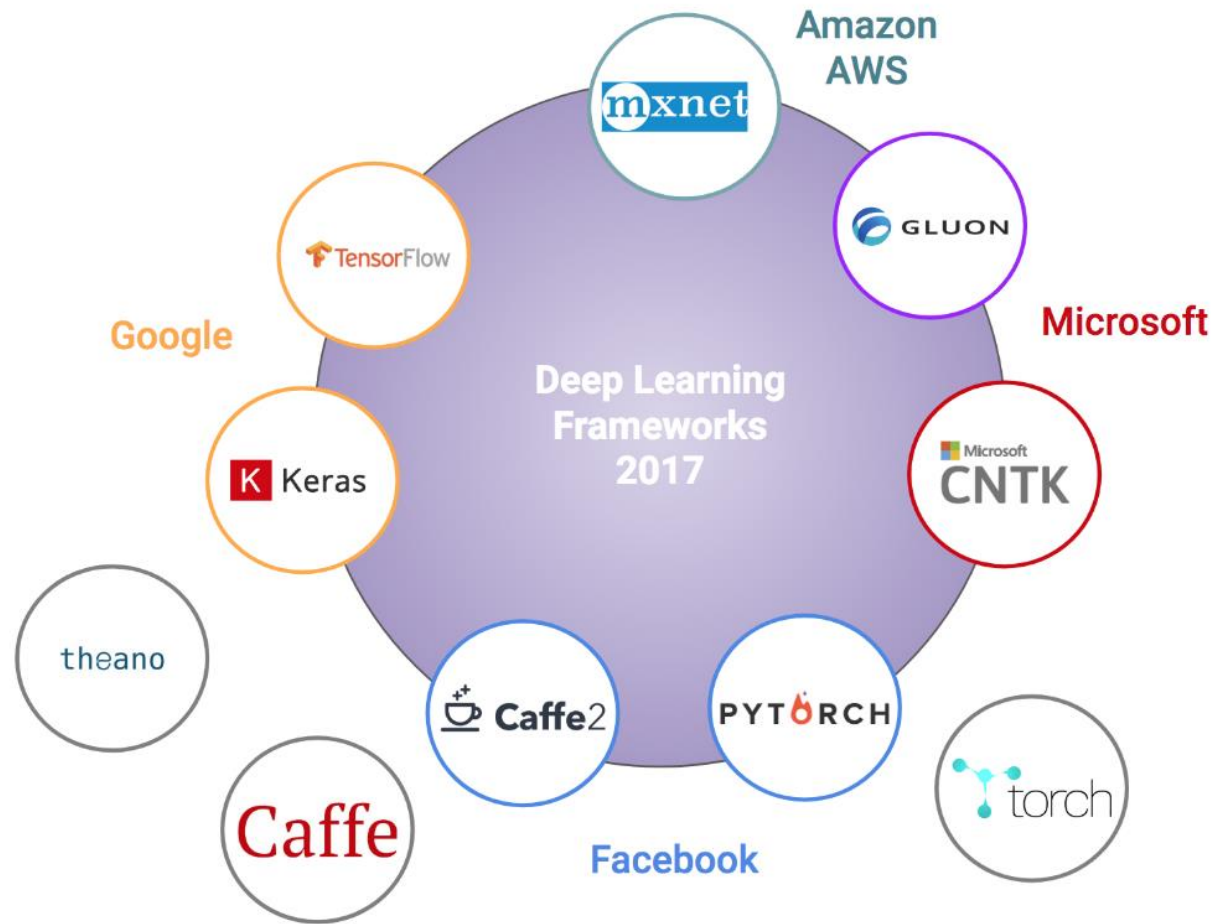 Amazon
AWS
mxnet
GLUON
TensorFlow
Google
Microsoft
Deep Learning
Frameworks
2017
K Keras
Microsoft
CNTK
theano
Caffe2
PYTORCH
torch
Caffe
Facebook